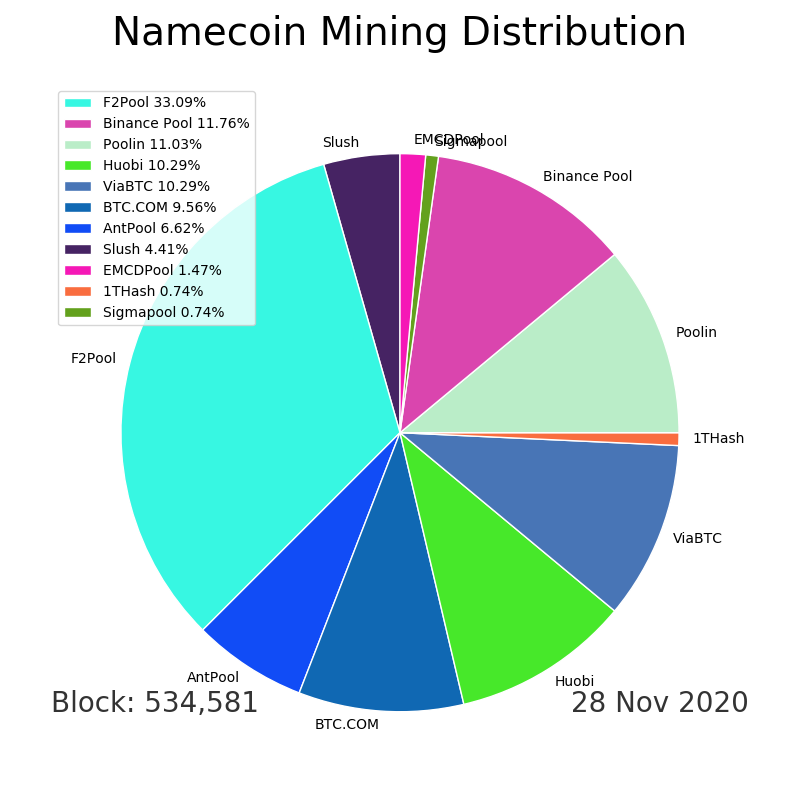 Namecoin Mining Distribution
F2Pool 33.09%
Binance Pool 11.76%
Poolin 11.03%
Huobi 10.29%
ViaBTC 10.29%
BTC.COM 9.56%
AntPool 6.62%
Slush 4.41%
EMCDPool 1.47%
1THash 0.74%
Sigmapool 0.74%
Slush
EMCDPool
Sigmapool
Binance Pool
Poolin
F2Pool
1THash
ViaBTC
AntPool
Huobi
BTC.COM
Block: 534,581
28 Nov 2020